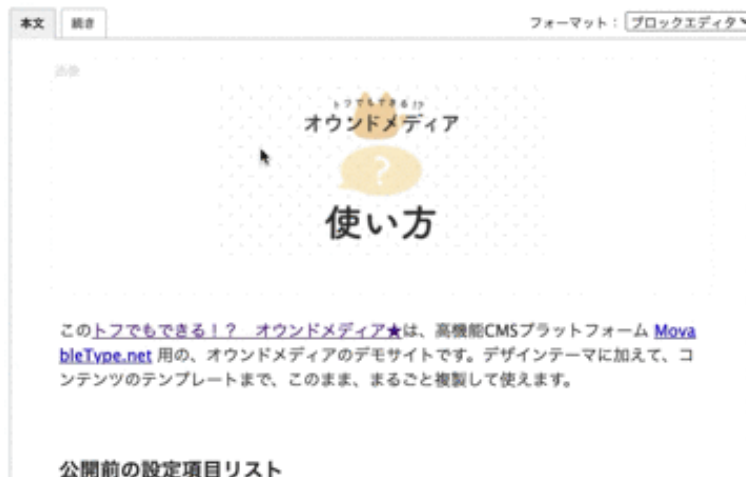 本文
続き
フォーマット： ブロックエディタ
画像
トフでもできる!?
オウンドメディア
?
使い方
このトフでもできる！？　オウンドメディア★は、高機能CMSプラットフォーム Mova
bleType.net 用の、オウンドメディアのデモサイトです。デザインテーマに加えて、コ
ンテンツのテンプレートまで、このまま、まるごと複製して使えます。
公開前の設定項目リスト